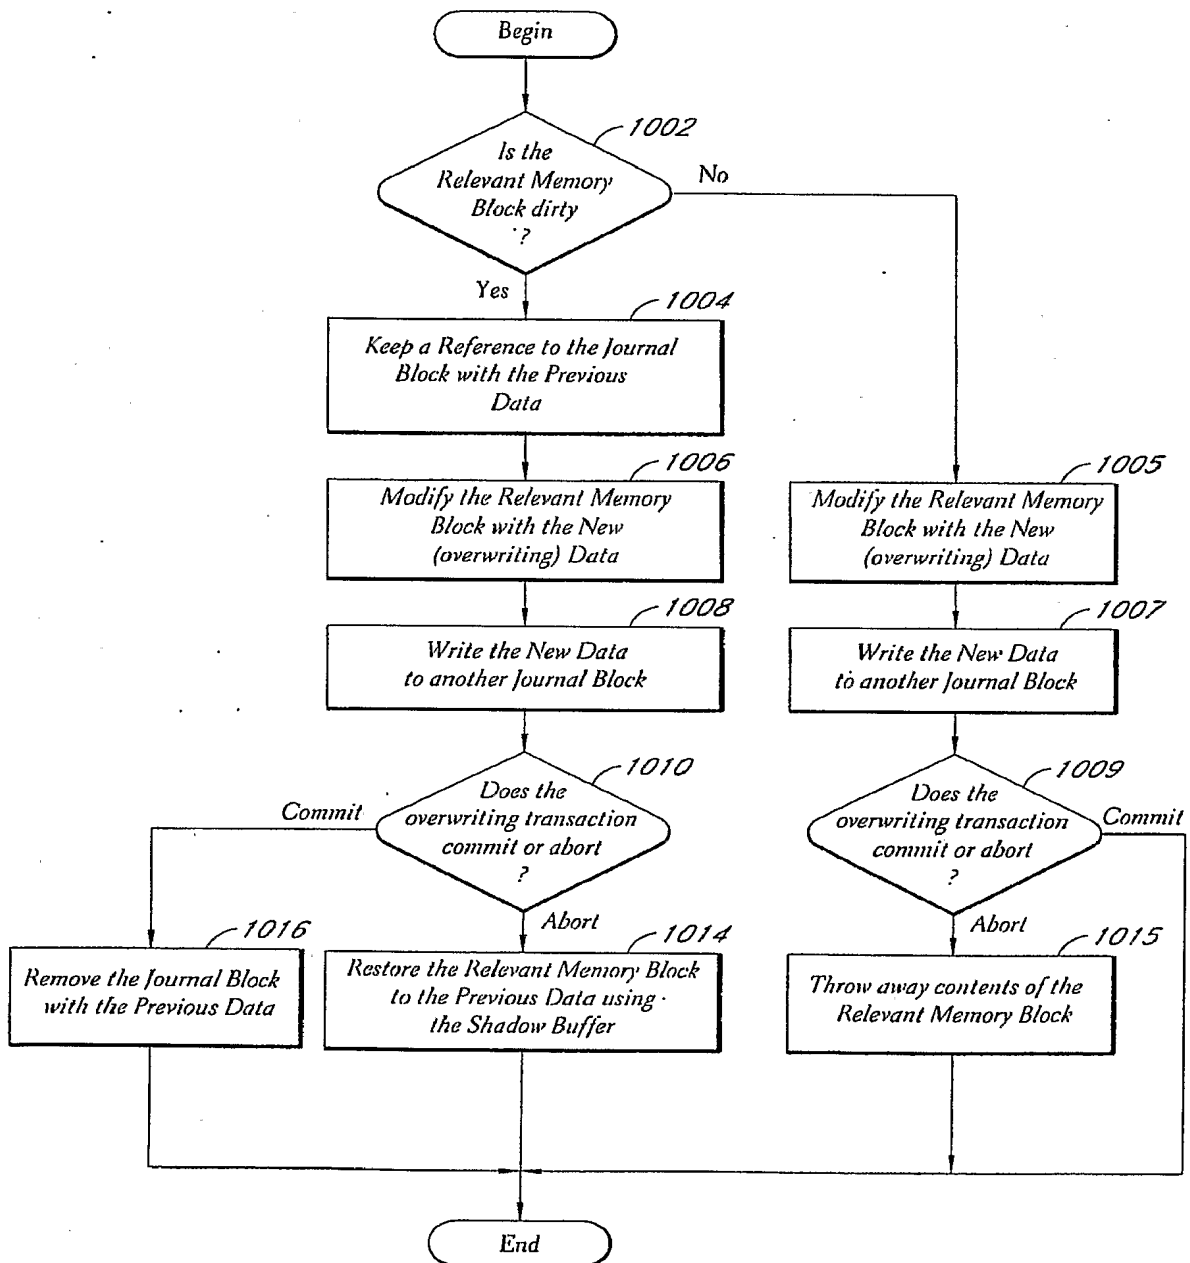 Begin
1002
Is the
Relevant Memory
Block dirty
?
No
Yes
1004
Keep a Reference to the Journal
Block with the Previous
Data
1006
Modify the Relevant Memory
Block with the New
(overwriting) Data
1005
Modify the Relevant Memory
Block with the New
(overwriting) Data
1008
Write the New Data
to another Journal Block
1007
Write the New Data
to another Journal Block
1010
Does the
overwriting transaction
commit or abort
?
Commit
Abort
1009
Does the
overwriting transaction
commit or abort
?
Commit
Abort
1016
Remove the Journal Block
with the Previous Data
1014
Restore the Relevant Memory Block
to the Previous Data using
the Shadow Buffer
1015
Throw away contents of the
Relevant Memory Block
End